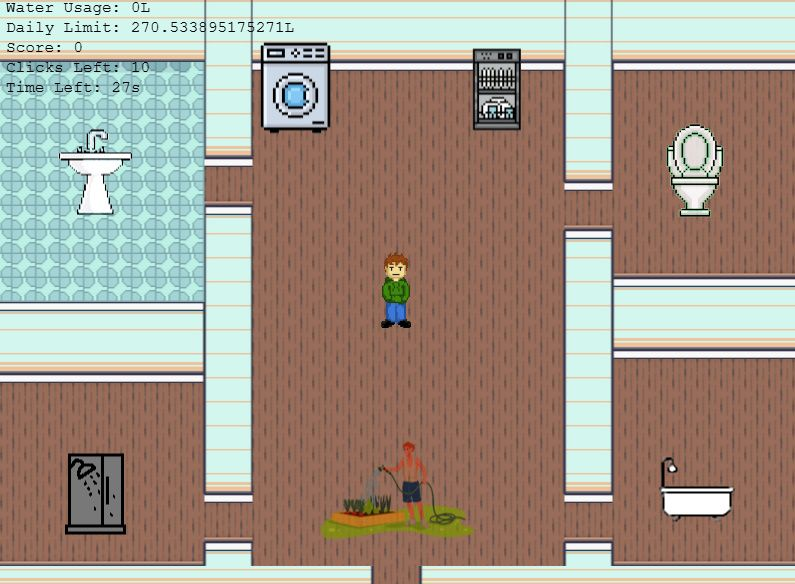 Water Usage: 0L
Daily Limit: 270.533895175271L
Score: 0
Clicks Left: 10
Time Left: 27s